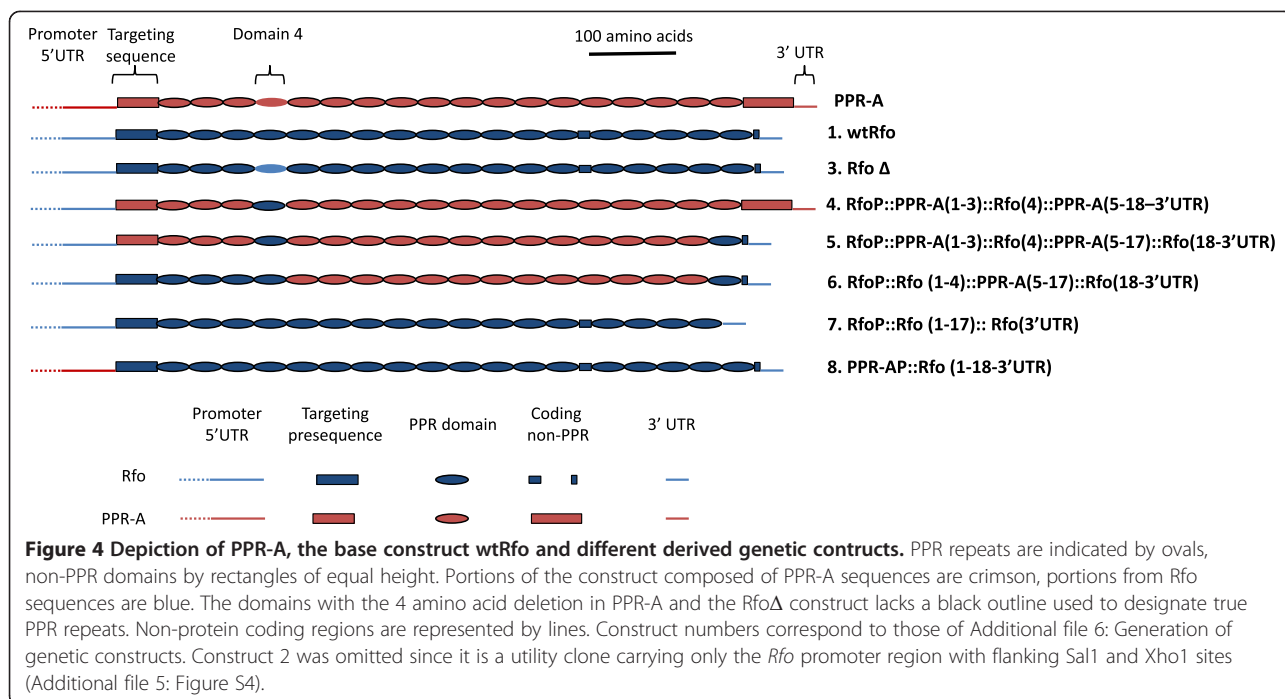 Promoter Targeting Domain 4 100 amino acids
5'UTR sequence 3' UTR
PPR-A
1. wtRfo
3. Rfo Δ
4. RfoP::PPR-A(1-3)::Rfo(4)::PPR-A(5-18–3'UTR)
5. RfoP::PPR-A(1-3)::Rfo(4)::PPR-A(5-17)::Rfo(18-3'UTR)
6. RfoP::Rfo (1-4)::PPR-A(5-17)::Rfo(18-3'UTR)
7. RfoP::Rfo (1-17):: Rfo(3'UTR)
8. PPR-AP::Rfo (1-18-3'UTR)
Promoter Targeting PPR domain Coding 3' UTR
5'UTR presequence non-PPR
Rfo
PPR-A
Figure 4 Depiction of PPR-A, the base construct wtRfo and different derived genetic contructs. PPR repeats are indicated by ovals,
non-PPR domains by rectangles of equal height. Portions of the construct composed of PPR-A sequences are crimson, portions from Rfo
sequences are blue. The domains with the 4 amino acid deletion in PPR-A and the RfoΔ construct lacks a black outline used to designate true
PPR repeats. Non-protein coding regions are represented by lines. Construct numbers correspond to those of Additional file 6: Generation of
genetic constructs. Construct 2 was omitted since it is a utility clone carrying only the Rfo promoter region with flanking Sal1 and Xho1 sites
(Additional file 5: Figure S4).